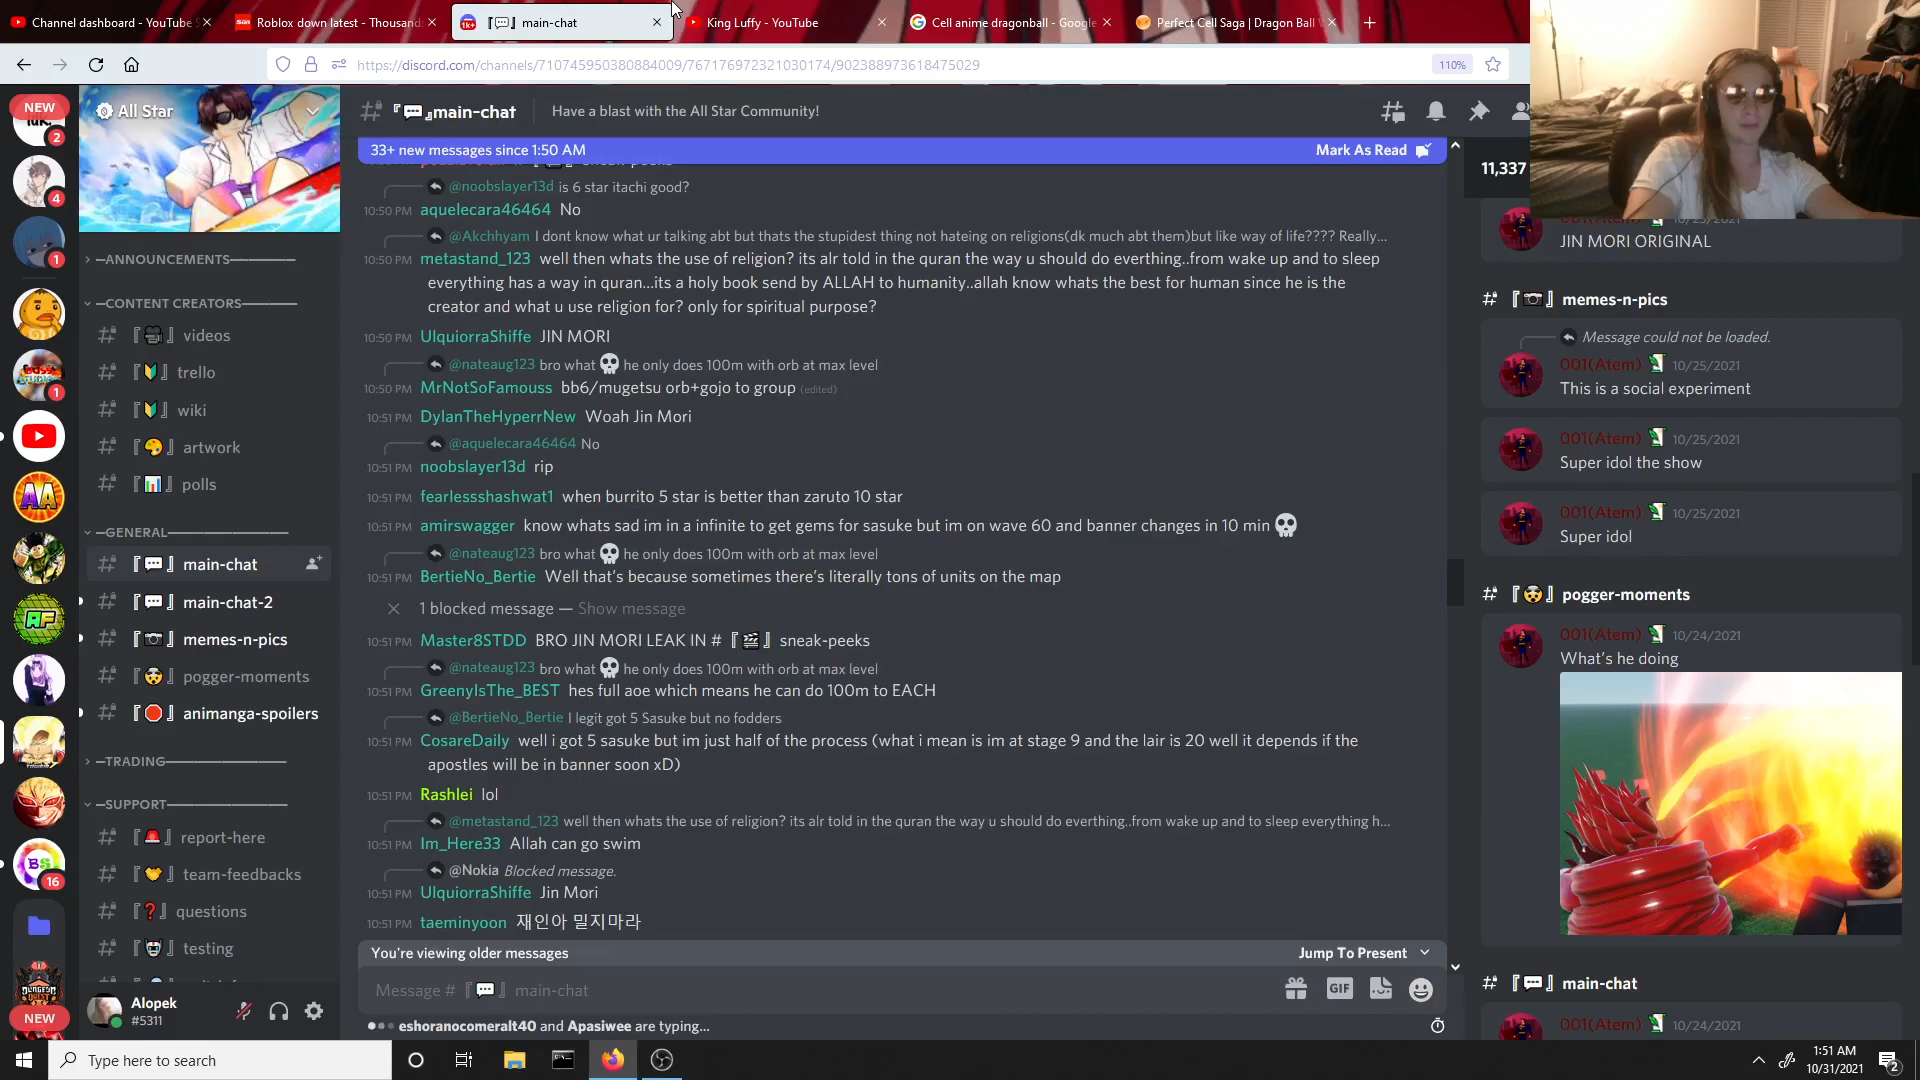 Channel dashboard - YouTube S
Roblox down latest - Thousand
『💬』main-chat
King Luffy - YouTube
Cell anime dragonball - Google
Perfect Cell Saga | Dragon Ball W
https://discord.com/channels/710745950380884009/767176972321030174/902388973618475029
110%
NEW
2
4
1
1
16
NEW
All Star
—ANNOUNCEMENTS————
—CONTENT CREATORS———
『🎥』videos
『🔰』trello
『🔰』wiki
『🎨』artwork
『📊』polls
—GENERAL———————
『💬』main-chat
『💬』main-chat-2
『📷』memes-n-pics
『🤯』pogger-moments
『🛑』animanga-spoilers
—TRADING———————
—SUPPORT———————
『🚨』report-here
『🤝』team-feedbacks
『❓』questions
『👹』testing
Alopek
#5311
『💬』main-chat
Have a blast with the All Star Community!
33+ new messages since 1:50 AM
Mark As Read
@noobslayer13d is 6 star itachi good?
10:50 PM aquelecara46464 No
@Akchhyam I dont know what ur talking abt but thats the stupidest thing not hateing on religions(dk much abt them)but like way of life???? Really...
10:50 PM metastand_123 well then whats the use of religion? its alr told in the quran the way u should do everthing..from wake up and to sleep
everything has a way in quran...its a holy book send by ALLAH to humanity..allah know whats the best for human since he is the
creator and what u use religion for? only for spiritual purpose?
10:50 PM UlquiorraShiffe JIN MORI
@nateaug123 bro what 💀 he only does 100m with orb at max level
10:50 PM MrNotSoFamouss bb6/mugetsu orb+gojo to group (edited)
10:51 PM DylanTheHyperrNew Woah Jin Mori
@aquelecara46464 No
10:51 PM noobslayer13d rip
10:51 PM fearlessshashwat1 when burrito 5 star is better than zaruto 10 star
10:51 PM amirswagger know whats sad im in a infinite to get gems for sasuke but im on wave 60 and banner changes in 10 min 💀
@nateaug123 bro what 💀 he only does 100m with orb at max level
10:51 PM BertieNo_Bertie Well that's because sometimes there's literally tons of units on the map
1 blocked message — Show message
10:51 PM Master8STDD BRO JIN MORI LEAK IN # 『🎬』sneak-peeks
@nateaug123 bro what 💀 he only does 100m with orb at max level
10:51 PM GreenyIsThe_BEST hes full aoe which means he can do 100m to EACH
@BertieNo_Bertie I legit got 5 Sasuke but no fodders
10:51 PM CosareDaily well i got 5 sasuke but im just half of the process (what i mean is im at stage 9 and the lair is 20 well it depends if the
apostles will be in banner soon xD)
10:51 PM Rashlei lol
@metastand_123 well then whats the use of religion? its alr told in the quran the way u should do everthing..from wake up and to sleep everything h...
10:51 PM Im_Here33 Allah can go swim
@Nokia Blocked message.
10:51 PM UlquiorraShiffe Jin Mori
10:51 PM taeminyoon 재인아 밀지마라
You're viewing older messages
Jump To Present
Message # 『💬』main-chat
GIF
eshoranocomeralt40 and Apasiwee are typing...
11,337
JIN MORI ORIGINAL
# 『📷』memes-n-pics
Message could not be loaded.
001(Atem) 10/25/2021
This is a social experiment
001(Atem) 10/25/2021
Super idol the show
001(Atem) 10/25/2021
Super idol
# 『🤯』pogger-moments
001(Atem) 10/24/2021
What's he doing
# 『💬』main-chat
001(Atem) 10/24/2021
Type here to search
1:51 AM
10/31/2021
2